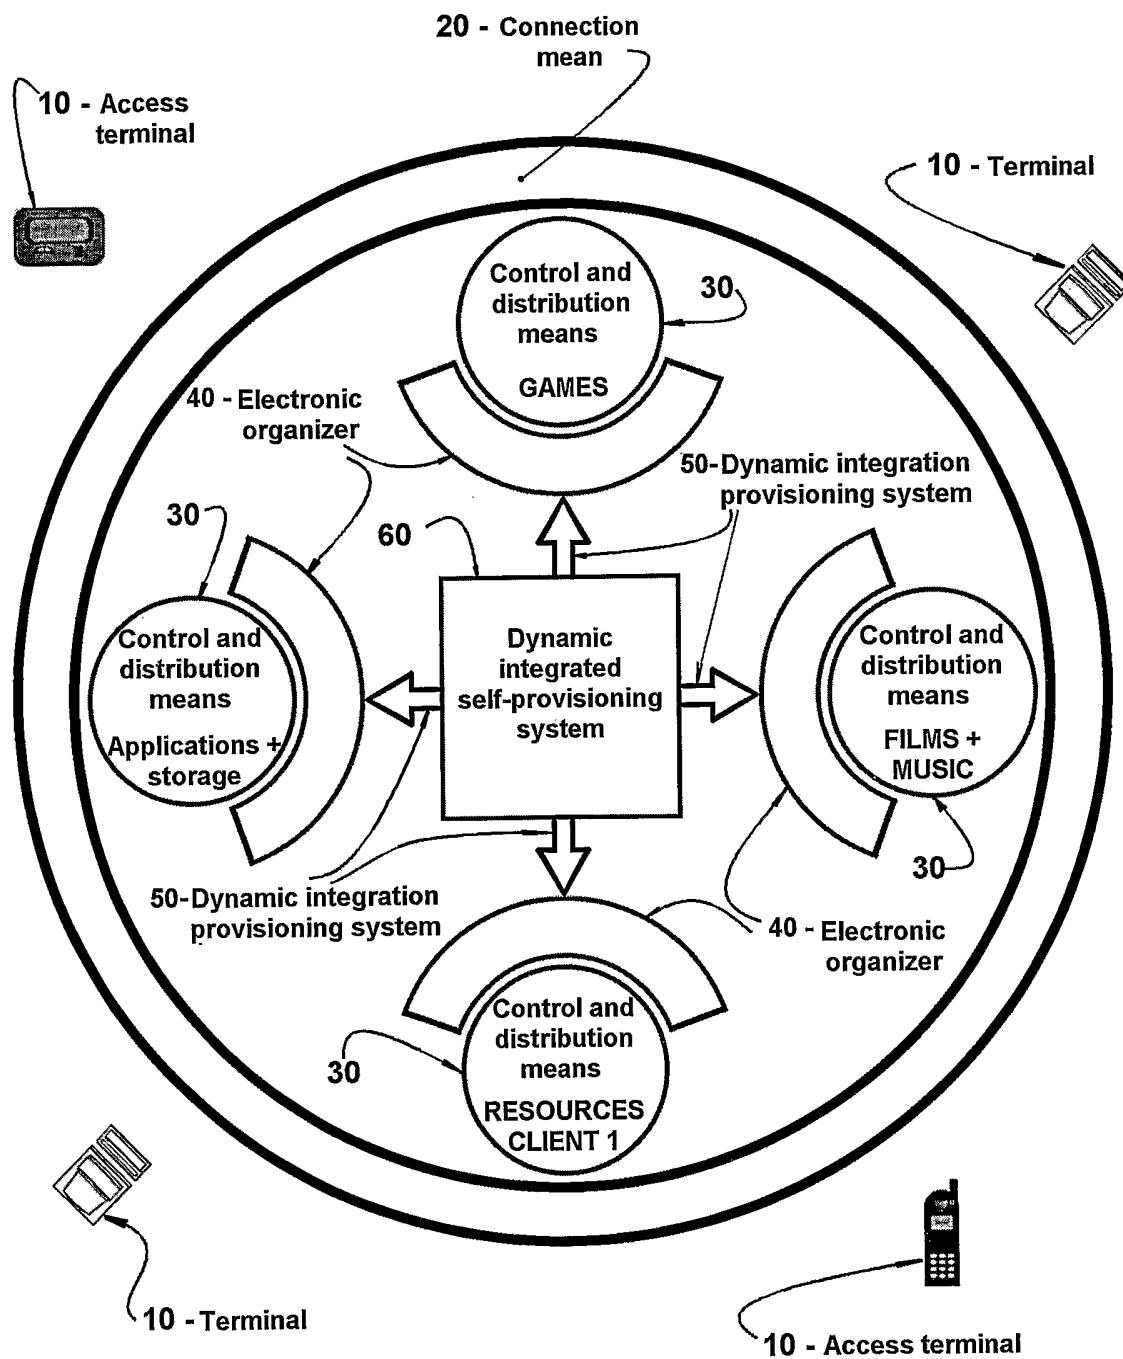 20 - Connection
mean
10 - Access
terminal
10 - Terminal
Control and
distribution
means
GAMES
30
40 - Electronic
organizer
50-Dynamic integration
provisioning system
30
60
Control and
distribution
means
Applications +
storage
Dynamic
integrated
self-provisioning
system
Control and
distribution
means
FILMS +
MUSIC
30
50-Dynamic integration
provisioning system
40 - Electronic
organizer
Control and
distribution
means
RESOURCES
CLIENT 1
30
10 - Terminal
10 - Access terminal